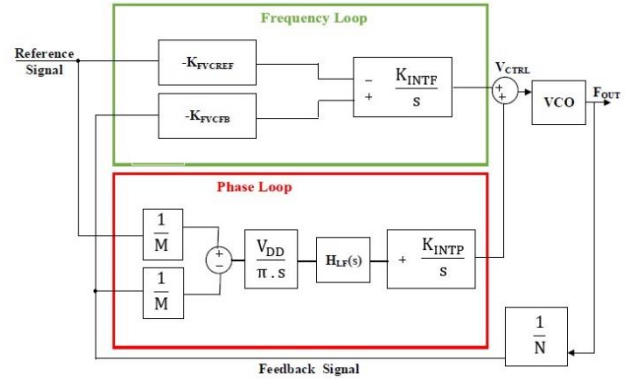 Frequency Loop
Reference
Signal
-K_FVCREF
-K_FVCFB
−
+
K_INTF
s
V_CTRL
+
+
VCO
F_OUT
Phase Loop
1
M
1
M
+
−
V_DD
π . s
H_LF(s)
+
K_INTP
s
1
N
Feedback Signal